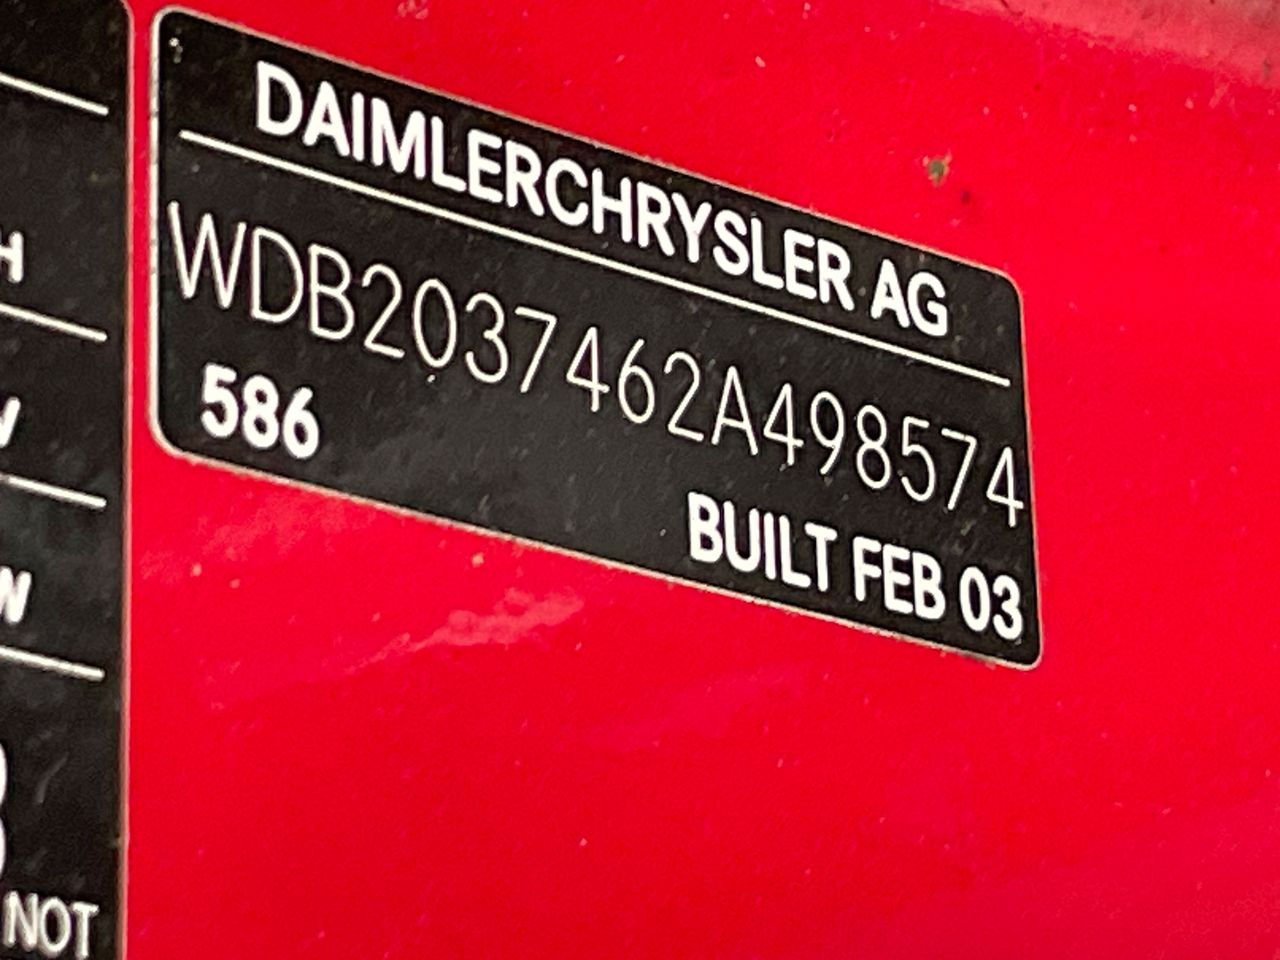 DAIMLERCHRYSLER AG
WDB2037462A498574
586
BUILT FEB 03
H
W
NOT